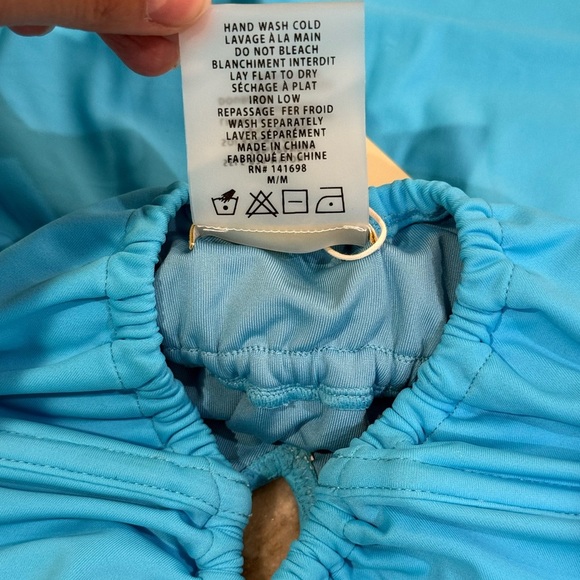 HAND WASH COLD
LAVAGE À LA MAIN
DO NOT BLEACH
BLANCHIMENT INTERDIT
LAY FLAT TO DRY
SÉCHAGE À PLAT
IRON LOW
REPASSAGE FER FROID
WASH SEPARATELY
LAVER SÉPARÉMENT
MADE IN CHINA
FABRIQUÉ EN CHINE
RN# 141698
M/M